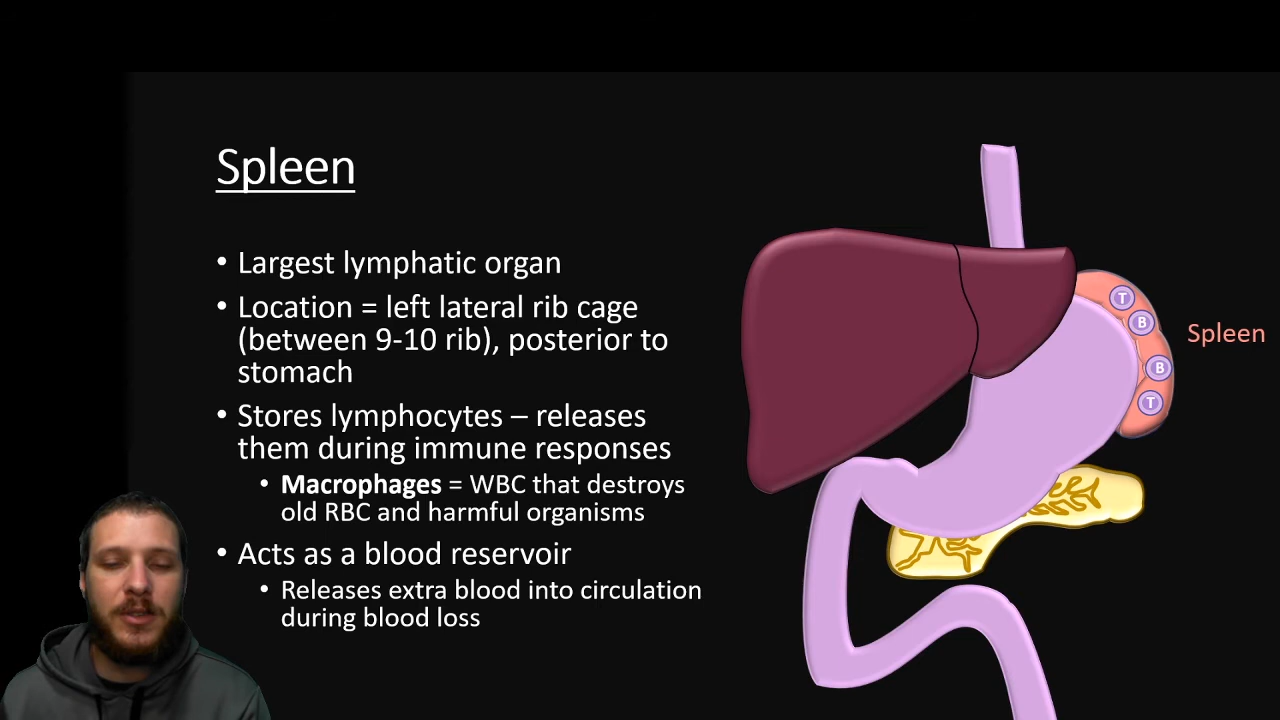 Spleen
• Largest lymphatic organ
• Location = left lateral rib cage
(between 9-10 rib), posterior to
stomach
• Stores lymphocytes – releases
them during immune responses
• Macrophages = WBC that destroys
old RBC and harmful organisms
• Acts as a blood reservoir
• Releases extra blood into circulation
during blood loss
T
B
Spleen
B
T